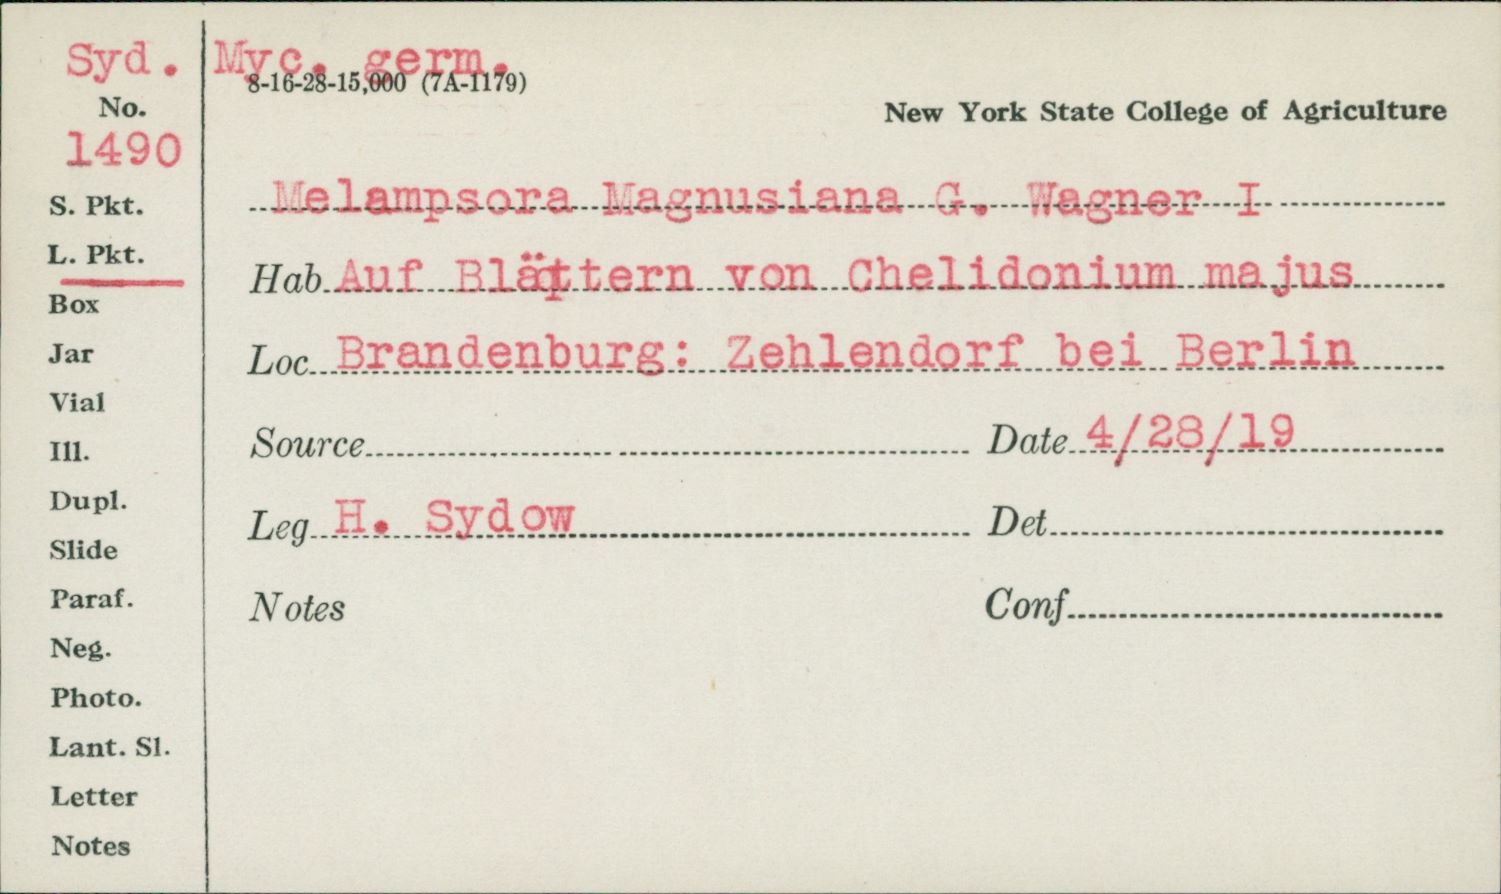 Syd. Myc. germ.
8-16-28-15,000 (7A-1179)
No.
New York State College of Agriculture
1490
Melampsora Magnusiana G. Wagner I
S. Pkt.
L. Pkt.
Hab. Auf Blättern von Chelidonium majus
Box
Jar
Loc. Brandenburg: Zehlendorf bei Berlin
Vial
Ill.
Source
Date 4/28/19
Dupl.
Leg. H. Sydow
Det
Slide
Paraf.
Notes
Conf
Neg.
Photo.
Lant. Sl.
Letter
Notes